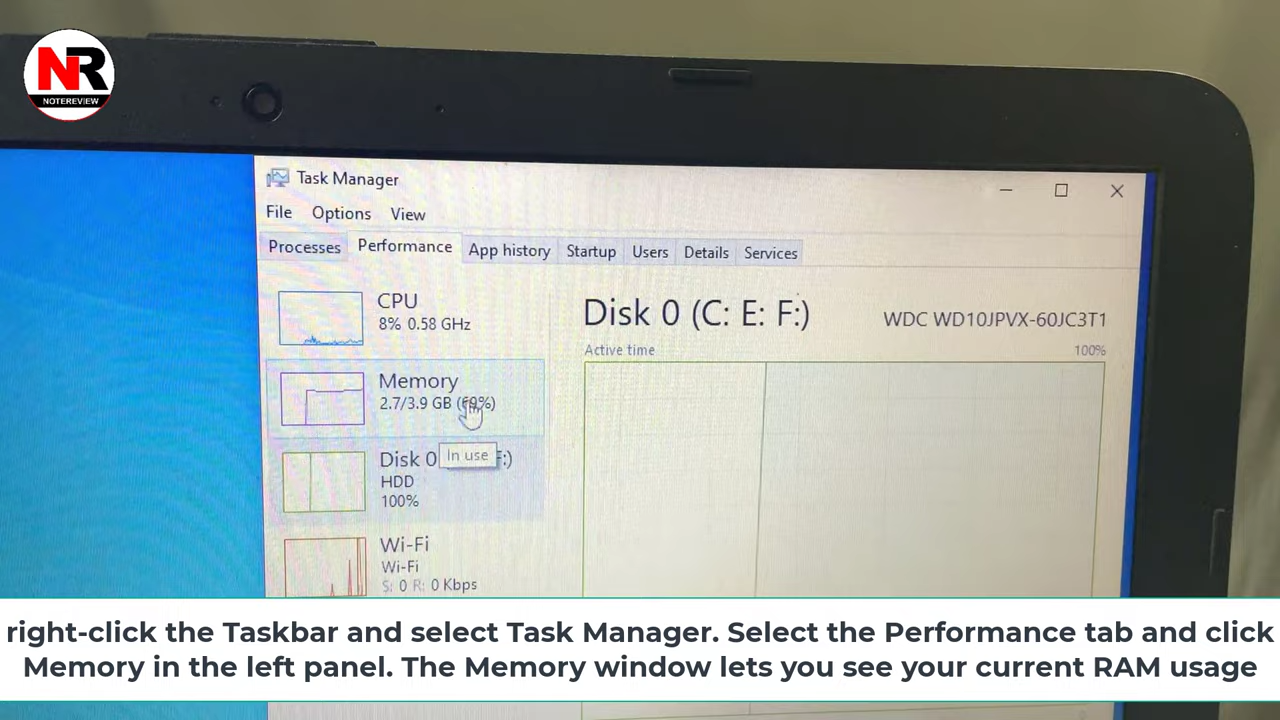 NR
NOTEREVIEW
Task Manager
File Options View
Processes Performance App history Startup Users Details Services
CPU
8% 0.58 GHz
Memory
2.7/3.9 GB (69%)
Disk 0
F:)
In use
HDD
100%
Wi-Fi
Wi-Fi
S: 0 R: 0 Kbps
Disk 0 (C: E: F:)
WDC WD10JPVX-60JC3T1
Active time
100%
right-click the Taskbar and select Task Manager. Select the Performance tab and click
Memory in the left panel. The Memory window lets you see your current RAM usage